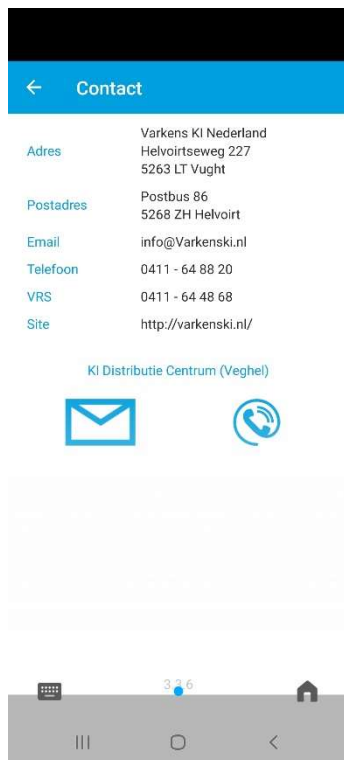 Contact
Adres
Varkens KI Nederland
Helvoirtseweg 227
5263 LT Vught
Postadres
Postbus 86
5268 ZH Helvoirt
Email
info@Varkenski.nl
Telefoon
0411 - 64 88 20
VRS
0411 - 64 48 68
Site
http://varkenski.nl/
KI Distributie Centrum (Veghel)